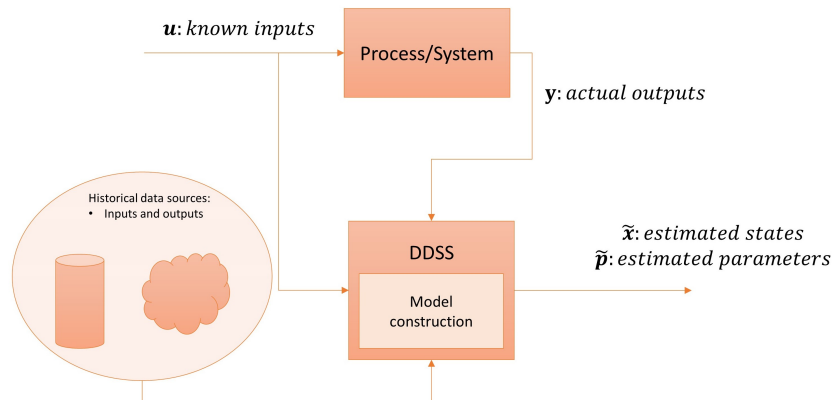 𝒖: known inputs
Process/System
𝐲: actual outputs
Historical data sources:
• Inputs and outputs
DDSS
Model
construction
x̃: estimated states
p̃: estimated parameters